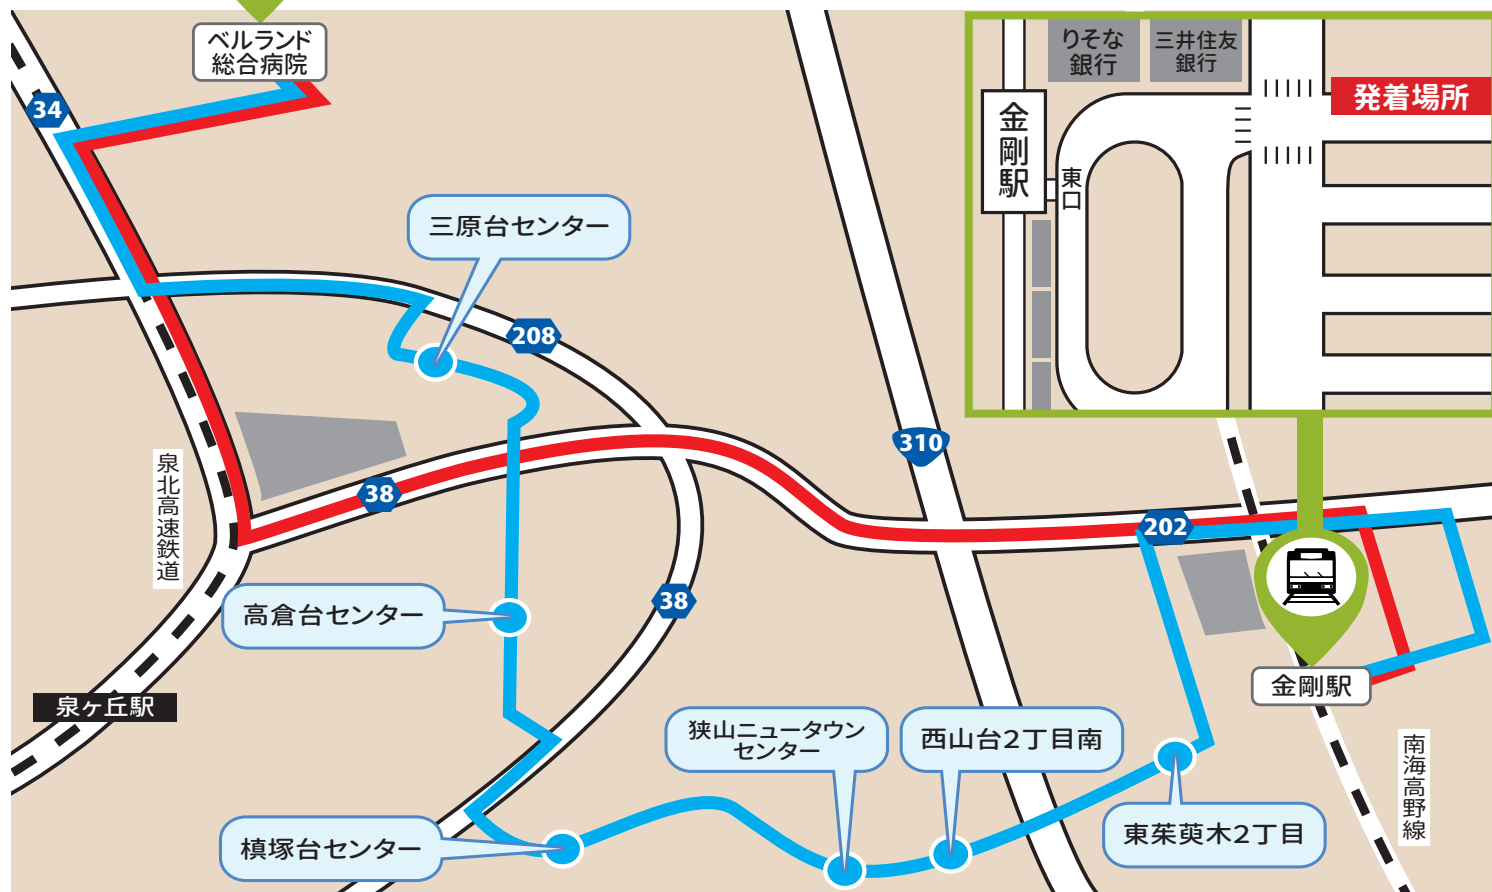 ベルランド
総合病院
りそな
銀行
三井住友
銀行
発着場所
金剛駅
東口
34
三原台センター
208
310
泉北高速鉄道
38
202
高倉台センター
38
金剛駅
泉ヶ丘駅
狭山ニュータウン
センター
西山台2丁目南
南海高野線
東茱萸木2丁目
槙塚台センター